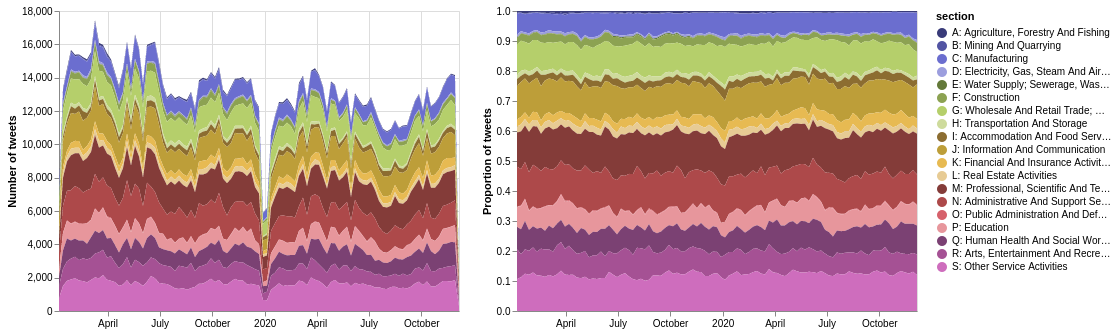 Number of tweets
18,000
16,000
14,000
12,000
10,000
8,000
6,000
4,000
2,000
0
April July October 2020 April July October
Proportion of tweets
1.0
0.9
0.8
0.7
0.6
0.5
0.4
0.3
0.2
0.1
0.0
April July October 2020 April July October
section
A: Agriculture, Forestry And Fishing
B: Mining And Quarrying
C: Manufacturing
D: Electricity, Gas, Steam And Air…
E: Water Supply; Sewerage, Was…
F: Construction
G: Wholesale And Retail Trade; …
H: Transportation And Storage
I: Accommodation And Food Serv…
J: Information And Communication
K: Financial And Insurance Activit…
L: Real Estate Activities
M: Professional, Scientific And Te…
N: Administrative And Support Se…
O: Public Administration And Def…
P: Education
Q: Human Health And Social Wor…
R: Arts, Entertainment And Recre…
S: Other Service Activities